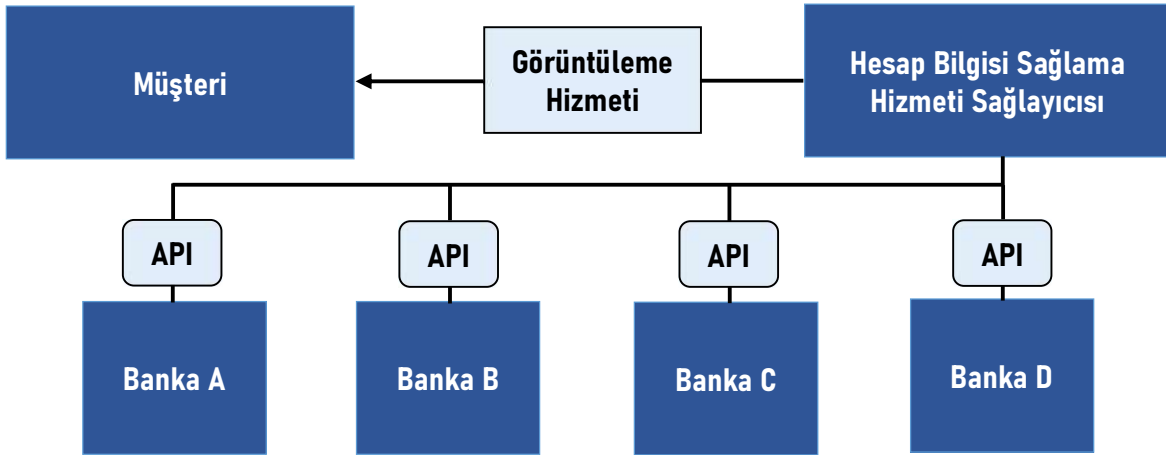 Müşteri
Görüntüleme
Hizmeti
Hesap Bilgisi Sağlama
Hizmeti Sağlayıcısı
API
API
API
API
Banka A
Banka B
Banka C
Banka D